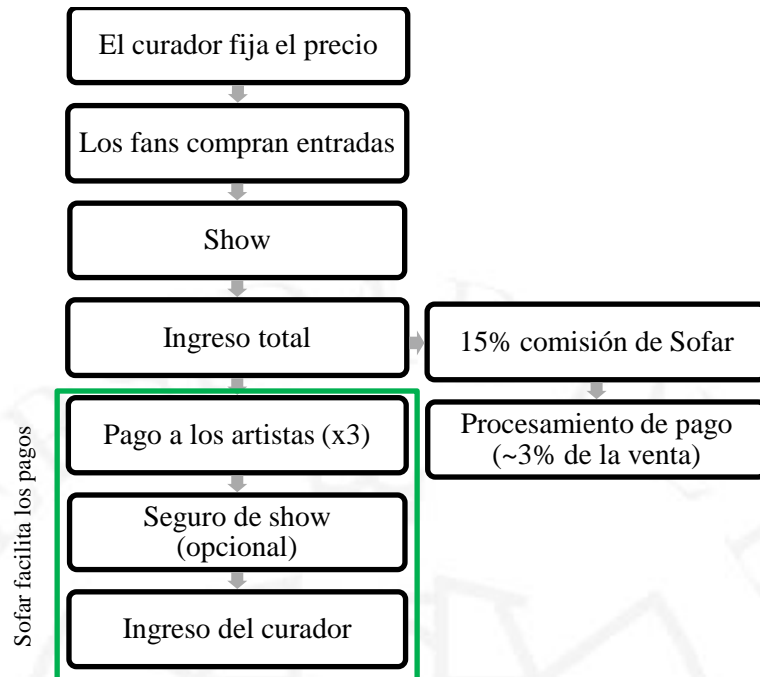 El curador fija el precio
Los fans compran entradas
Show
Ingreso total
15% comisión de Sofar
Pago a los artistas (x3)
Procesamiento de pago
(~3% de la venta)
Seguro de show
(opcional)
Ingreso del curador
Sofar facilita los pagos